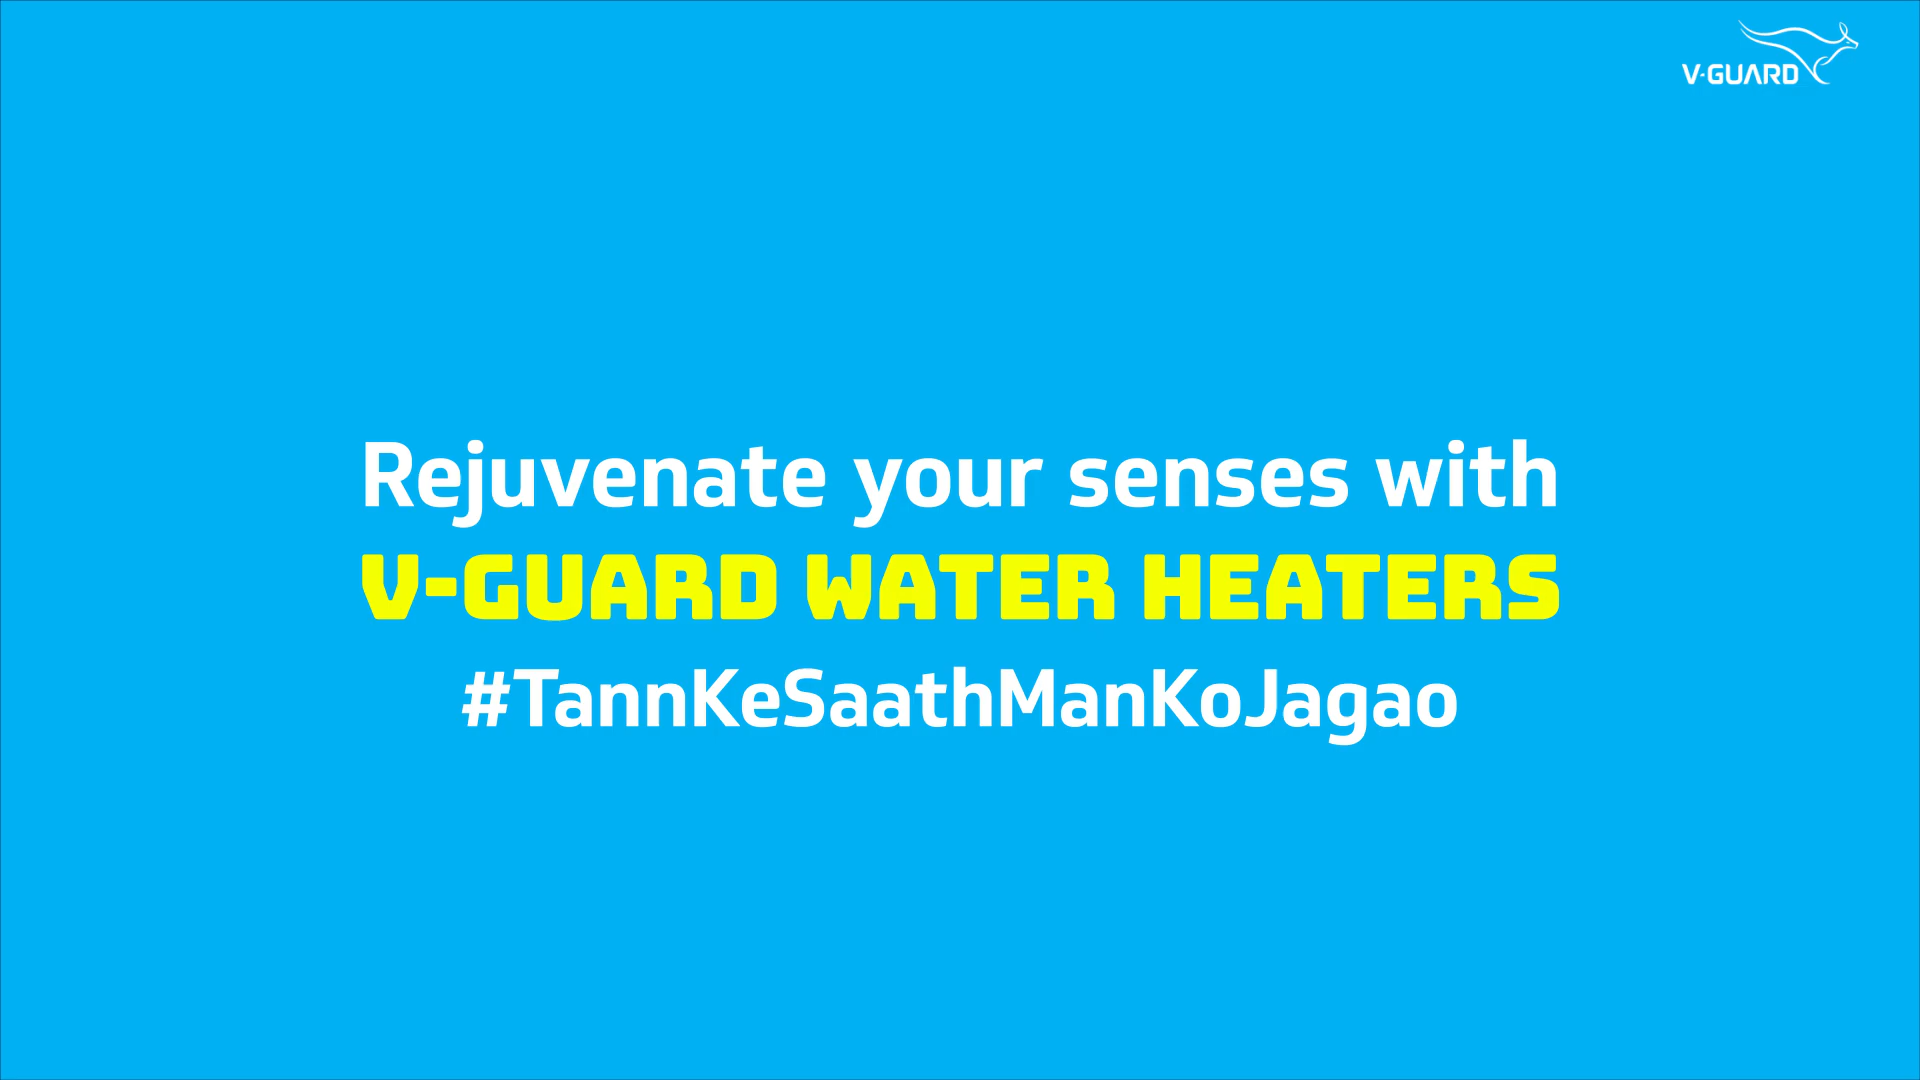 V-GUARD
Rejuvenate your senses with
V-GUARD WATER HEATERS
#TannKeSaathManKoJagao